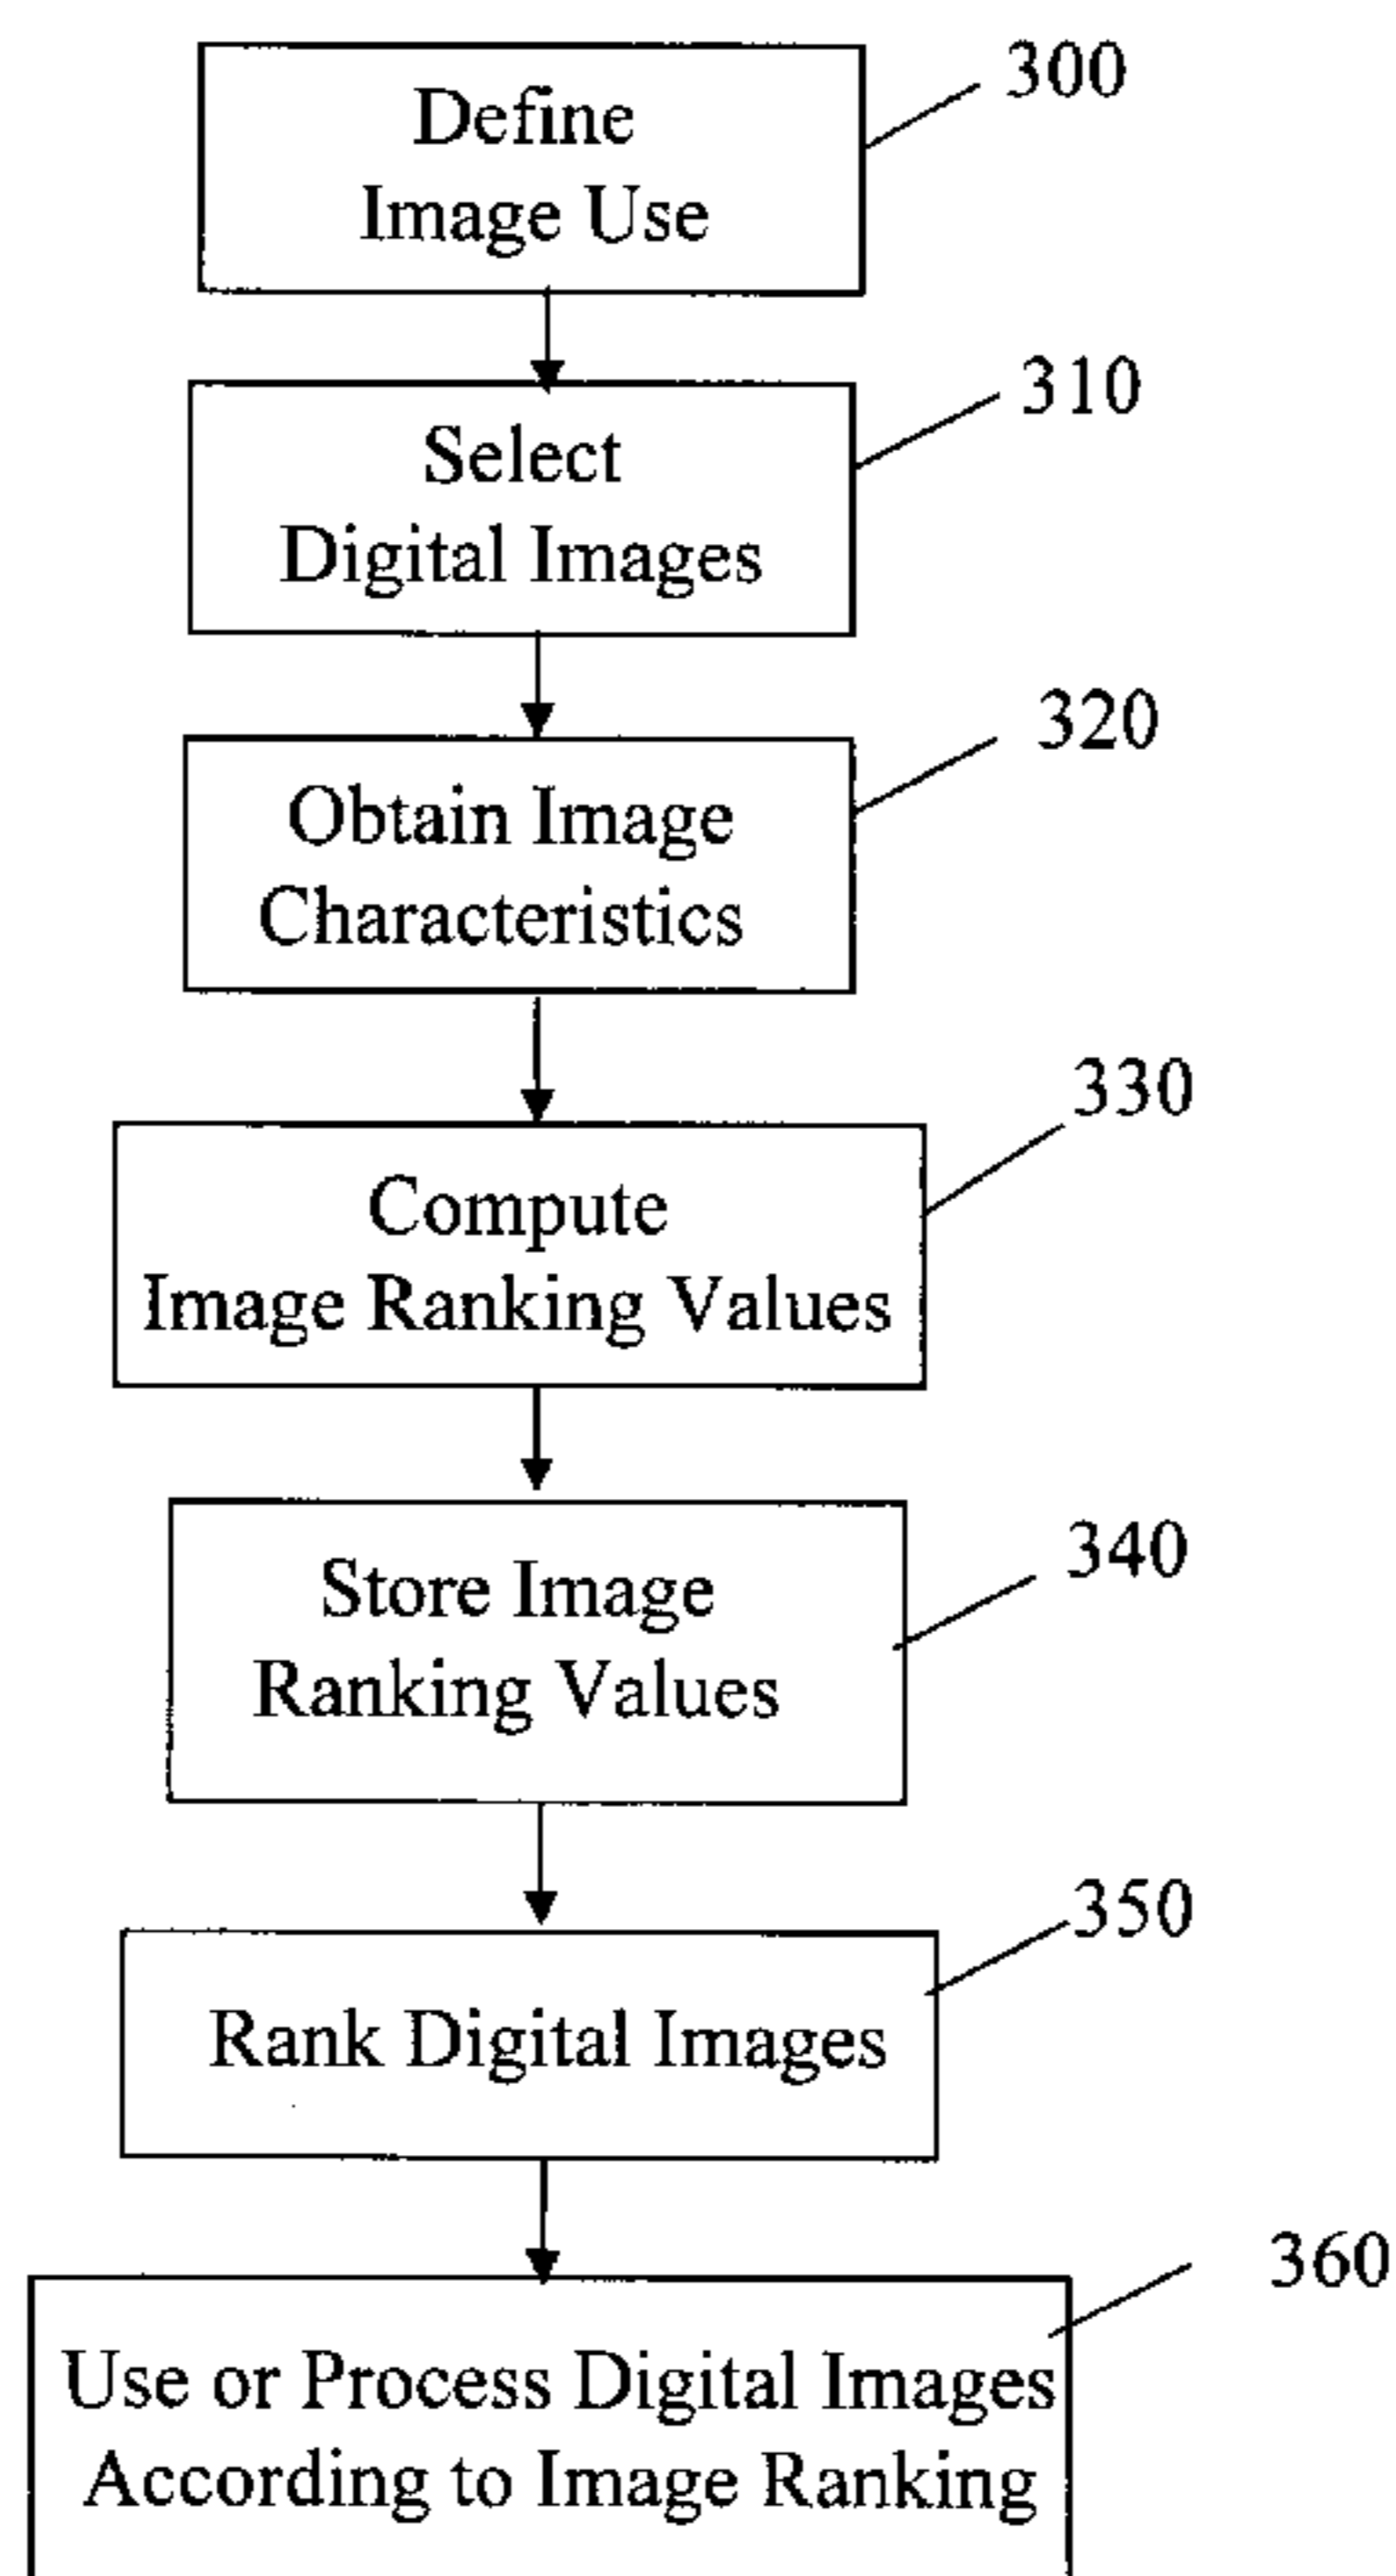 Define
Image Use
300
Select
Digital Images
310
Obtain Image
Characteristics
320
Compute
Image Ranking Values
330
Store Image
Ranking Values
340
Rank Digital Images
350
Use or Process Digital Images
According to Image Ranking
360